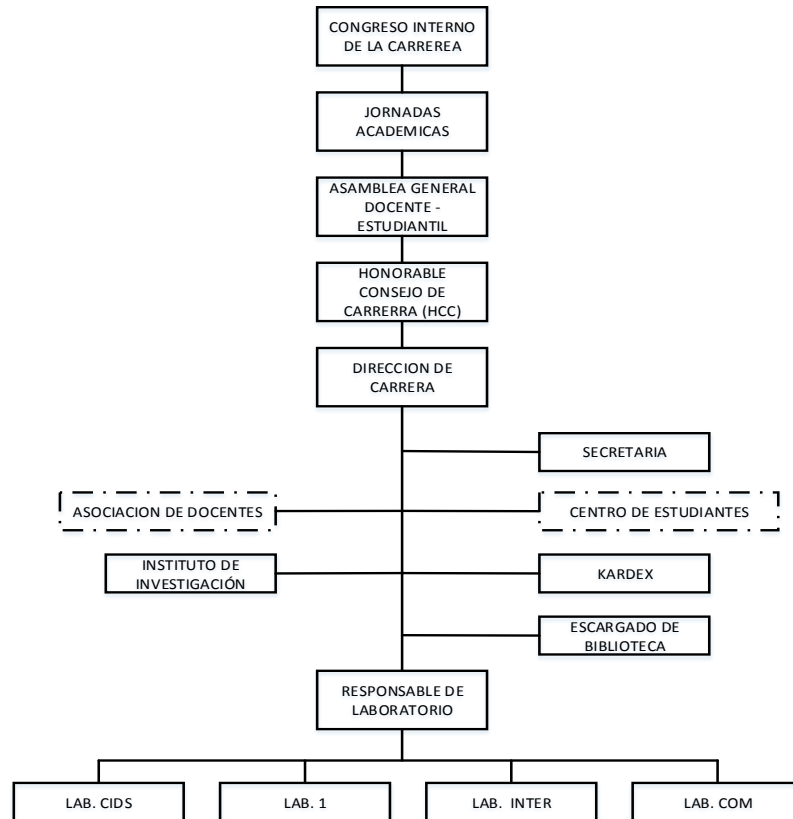 CONGRESO INTERNO
DE LA CARREREA
JORNADAS
ACADEMICAS
ASAMBLEA GENERAL
DOCENTE -
ESTUDIANTIL
HONORABLE
CONSEJO DE
CARRERRA (HCC)
DIRECCION DE
CARRERA
SECRETARIA
ASOCIACION DE DOCENTES
CENTRO DE ESTUDIANTES
INSTITUTO DE
INVESTIGACIÓN
KARDEX
ESCARGADO DE
BIBLIOTECA
RESPONSABLE DE
LABORATORIO
LAB. CIDS
LAB. 1
LAB. INTER
LAB. COM